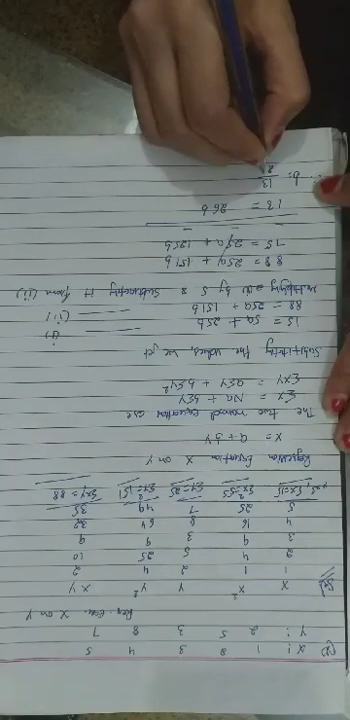 (2) X: 1 2 3 4 5
Y: 2 5 3 8 7
Reg. Equ. X on Y
Sol
X X² Y Y² XY
1 1 2 4 2
2 4 5 25 10
3 9 3 9 9
4 16 8 64 32
5 25 7 49 35
n=5, Σx=15 Σx²=55 Σy=25 Σy²=151 Σxy=88
Regression Equation X on Y
X = a + by
The two normal equation are
Σx = Na + bΣy
Σxy = aΣy + bΣy²
Substituting the values, we get
15 = 5a + 25b ——— (i)
88 = 25a + 151b ——— (ii)
Multiplying (i) by 5 & Subtracting it from (ii)
88 = 25a + 151b
75 = 25a + 125b
- - -
13 = 26b
∴ b = 13